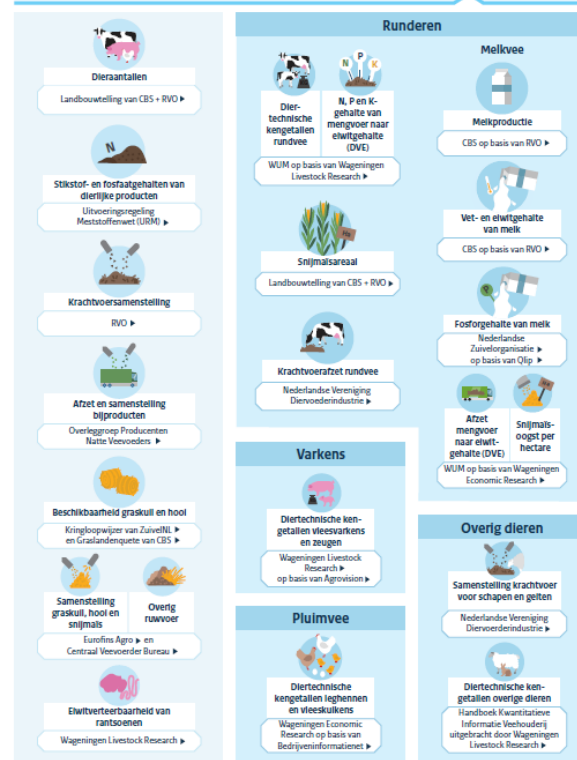 Dieraantallen
Landbouwtelling van CBS + RVO ▶
N
Stikstof- en fosfaatgehalten van
dierlijke producten
Uitvoeringsregeling
Meststoffenwet (URM) ▶
Krachtvoersamenstelling
RVO ▶
Afzet en samenstelling
bijproducten
Overleggroep Producenten
Natte Veevoeders ▶
Beschikbaarheid graskuil en hooi
Kringloopwijzer van ZuivelNL ▶
en Graslandenquete van CBS ▶
Samenstelling
graskuil, hooi en
snijmaïs
Overig
ruwvoer
Eurofins Agro ▶ en
Centraal Veevoerder Bureau ▶
Eiwitverteerbaarheid van
rantsoenen
Wageningen Livestock Research ▶
Runderen
Dier-
technische
kengetallen
rundvee
N P K
N, P en K-
gehalte van
mengvoer naar
eiwitgehalte
(DVE)
WUM op basis van Wageningen
Livestock Research ▶
Ha
Snijmaïsareaal
Landbouwtelling van CBS + RVO ▶
Krachtvoerafzet rundvee
Nederlandse Vereniging
Diervoederindustrie ▶
Melkvee
Melkproductie
CBS op basis van RVO ▶
Vet- en eiwitgehalte
van melk
CBS op basis van RVO ▶
P
Fosforgehalte van melk
Nederlandse
Zuivelorganisatie ▶
op basis van Qlip ▶
Afzet
mengvoer
naar eiwit-
gehalte (DVE)
Ha
Snijmaïs-
oogst per
hectare
WUM op basis van Wageningen
Economic Research ▶
Varkens
Diertechnische ken-
getallen vleesvarkens
en zeugen
Wageningen Livestock
Research ▶
op basis van Agrovision ▶
Pluimvee
Diertechnische
kengetallen leghennen
en vleeskuikens
Wageningen Economic
Research op basis van
Bedrijveninformatienet ▶
Overig dieren
Samenstelling krachtvoer
voor schapen en geiten
Nederlandse Vereniging
Diervoederindustrie ▶
Diertechnische ken-
getallen overige dieren
Handboek Kwantitatieve
Informatie Veehouderij
uitgebracht door Wageningen
Livestock Research ▶